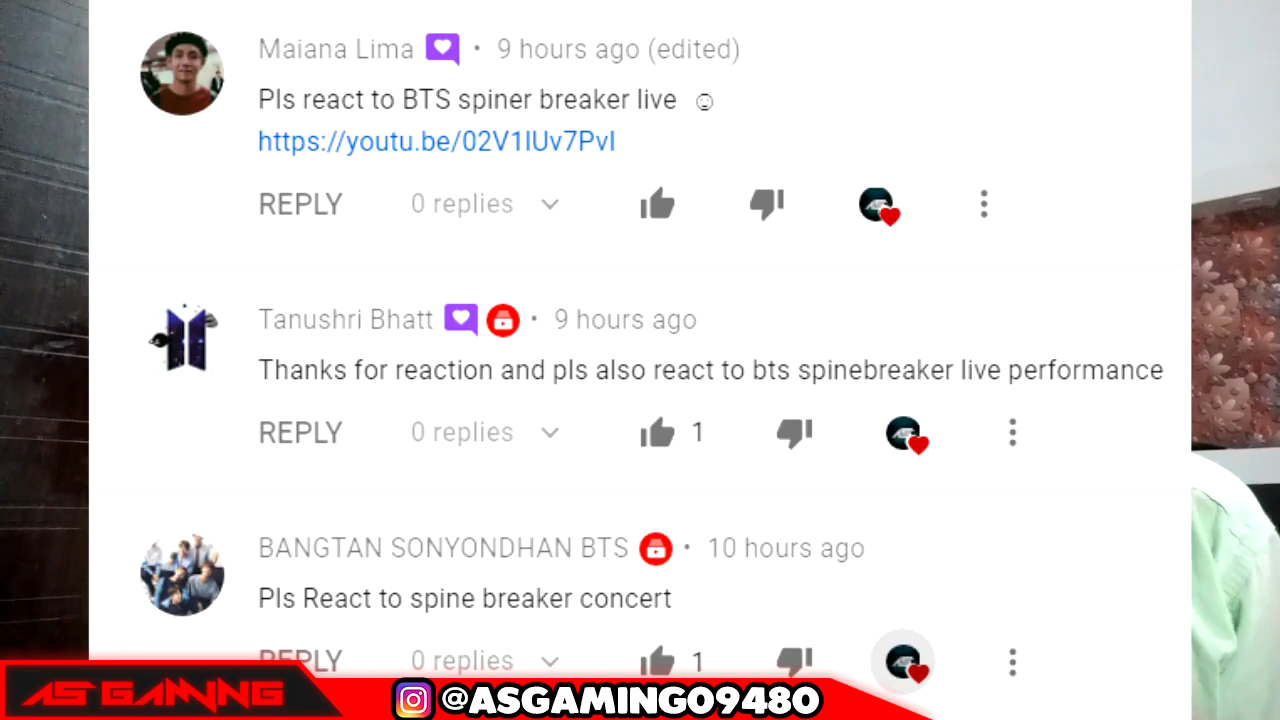 Maiana Lima • 9 hours ago (edited)
Pls react to BTS spiner breaker live ☺
https://youtu.be/02V1IUv7PvI
REPLY 0 replies
Tanushri Bhatt • 9 hours ago
Thanks for reaction and pls also react to bts spinebreaker live performance
REPLY 0 replies 1
BANGTAN SONYONDHAN BTS • 10 hours ago
Pls React to spine breaker concert
REPLY 0 replies 1
AS GAMING @ASGAMING09480